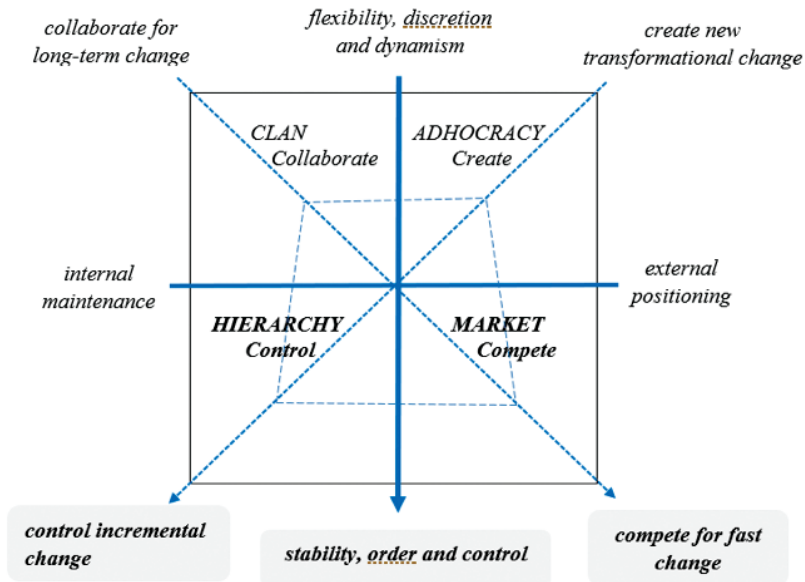 flexibility, discretion
and dynamism
collaborate for
long-term change
create new
transformational change
CLAN
Collaborate
ADHOCRACY
Create
internal
maintenance
external
positioning
HIERARCHY
Control
MARKET
Compete
control incremental
change
stability, order and control
compete for fast
change